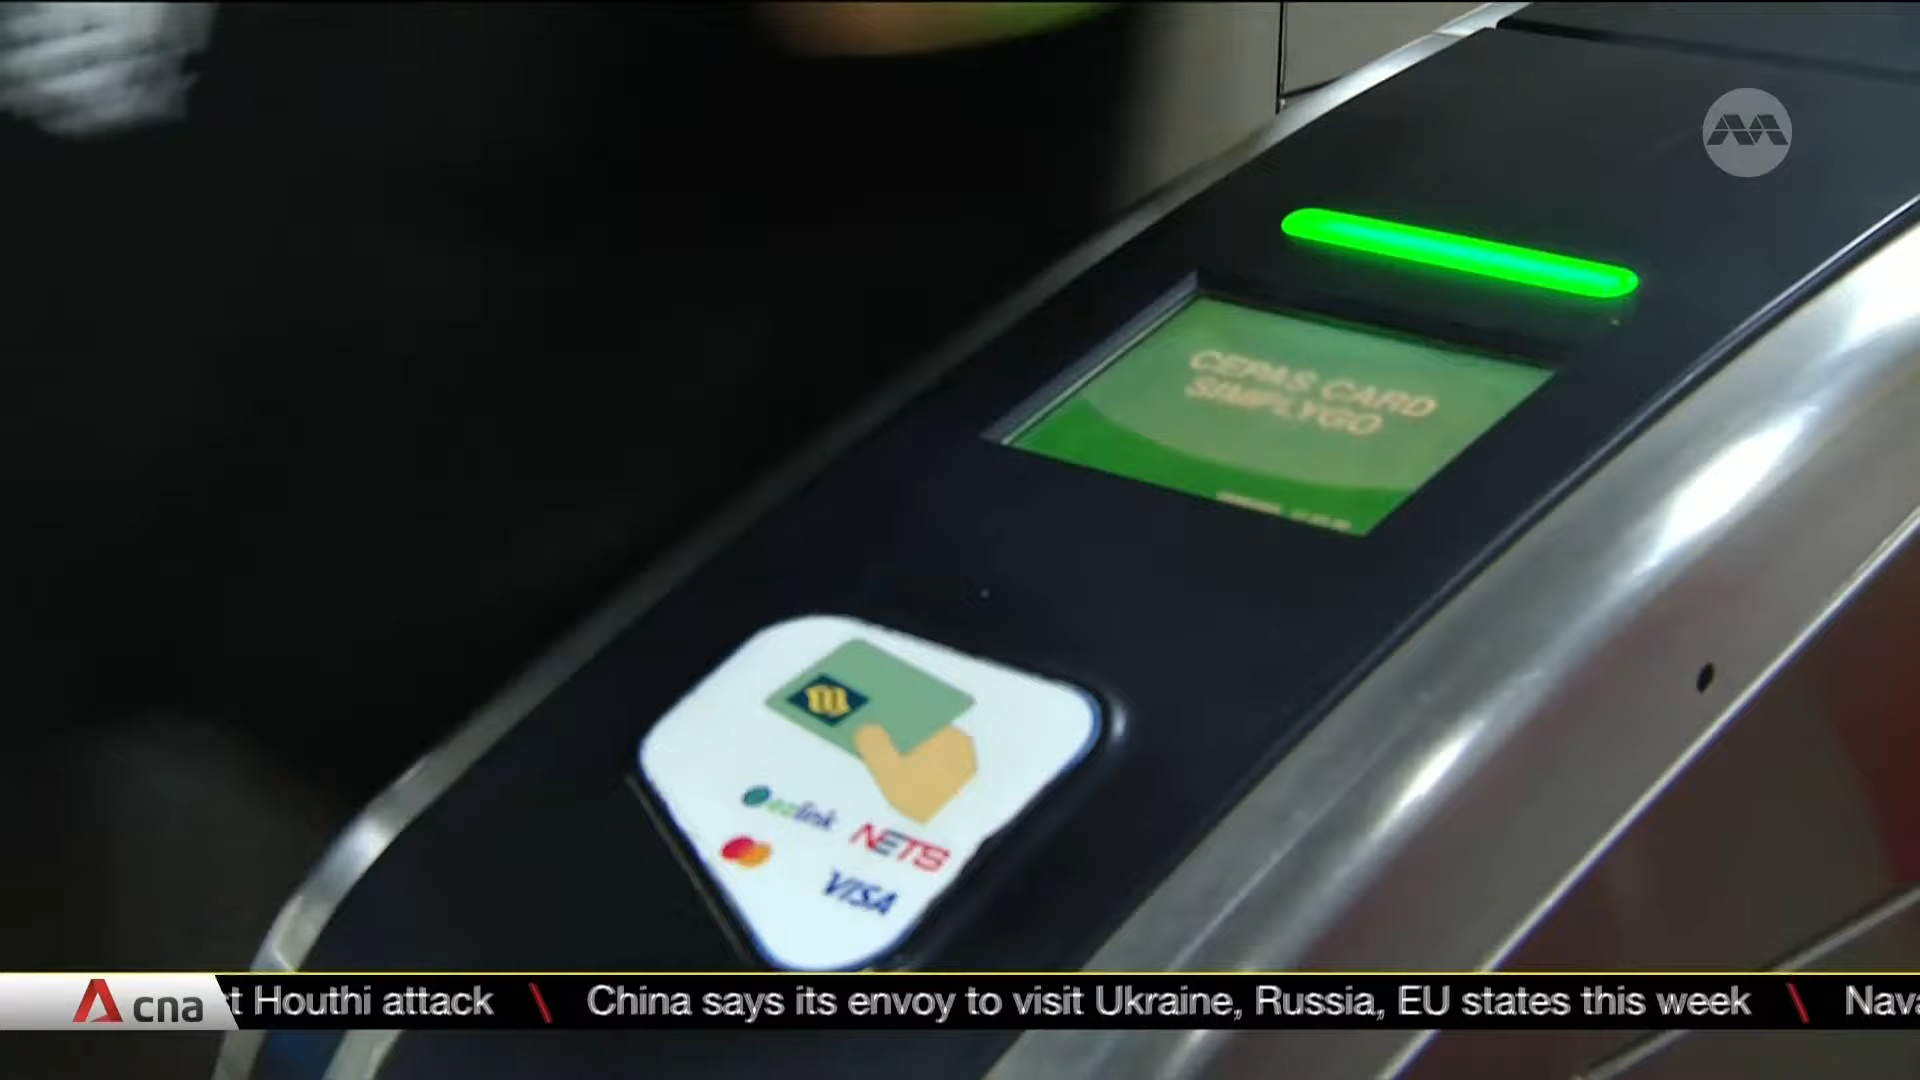 CEPAS CARD
SIMPLYGO
ezlink
NETS
VISA
cna
t Houthi attack \ China says its envoy to visit Ukraine, Russia, EU states this week \ Nava